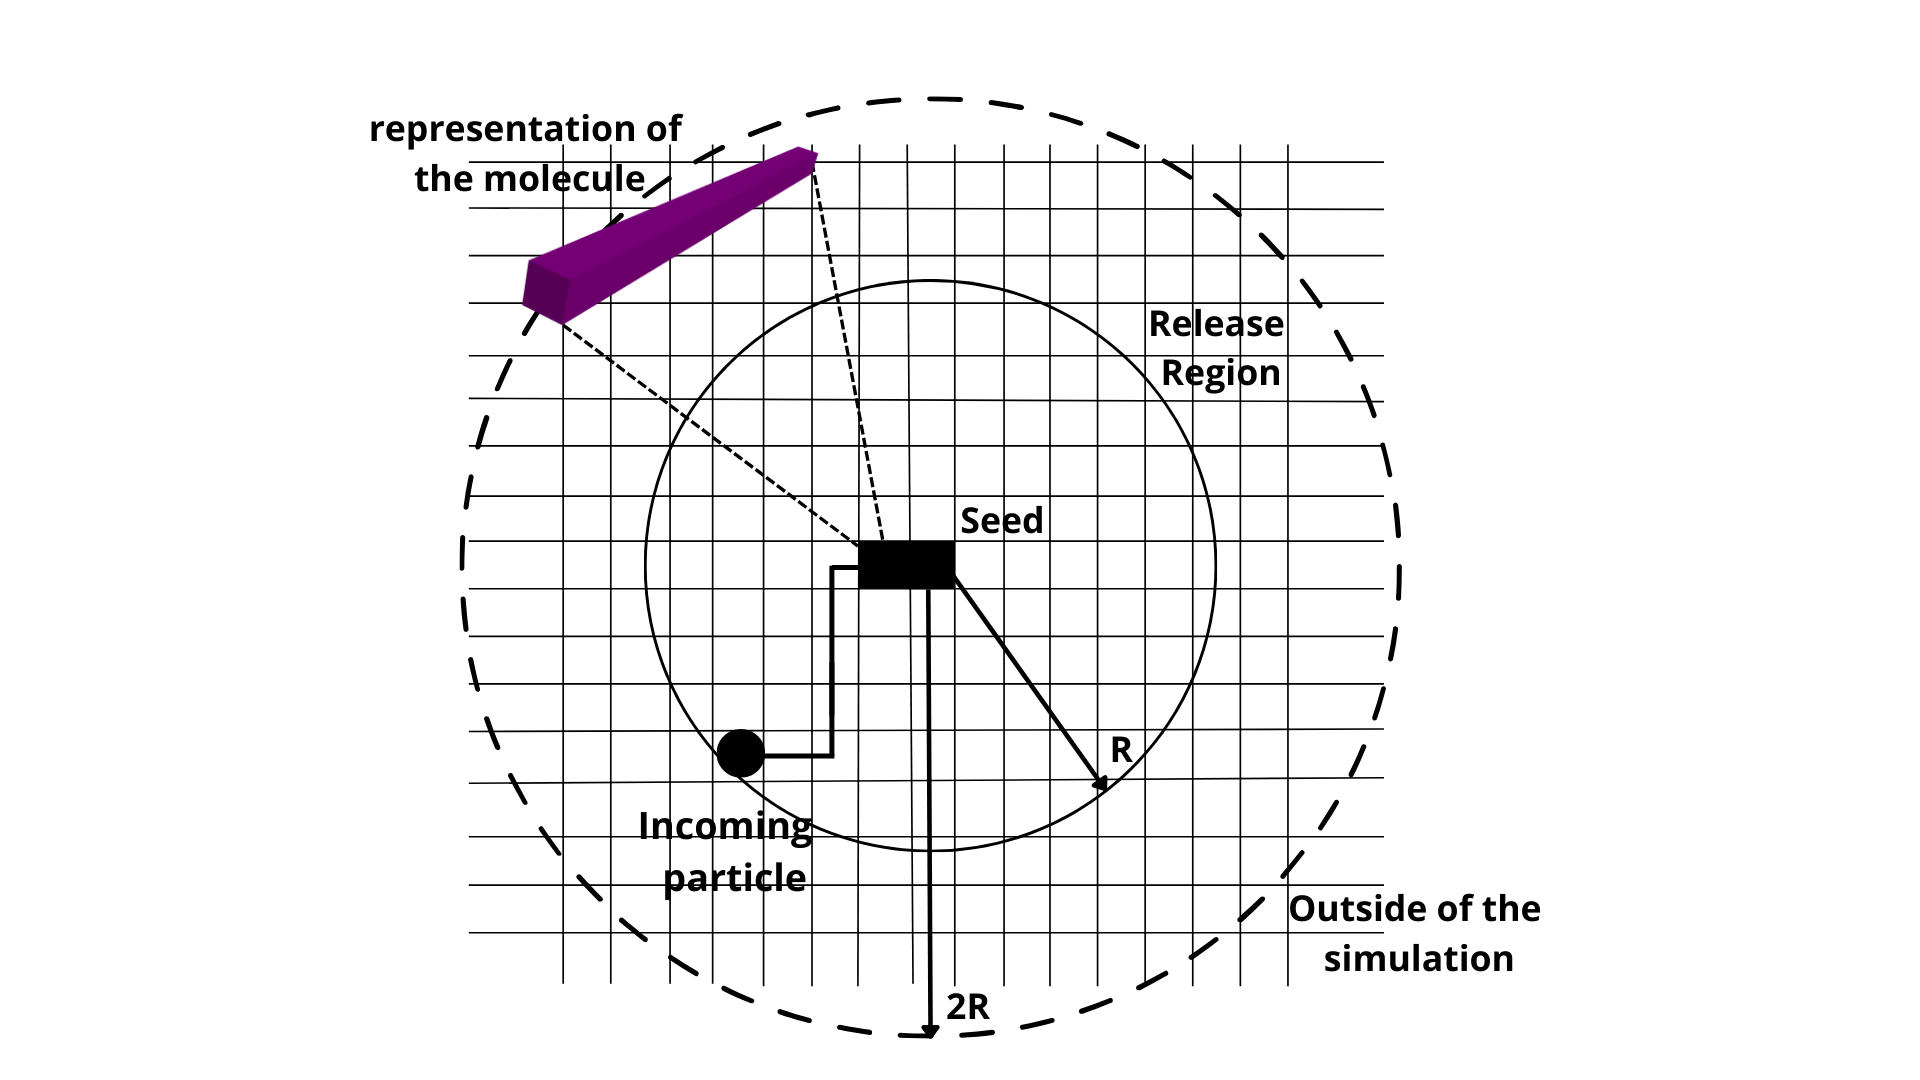 representation of
the molecule
Release
Region
Seed
R
Incoming
particle
Outside of the
simulation
2R